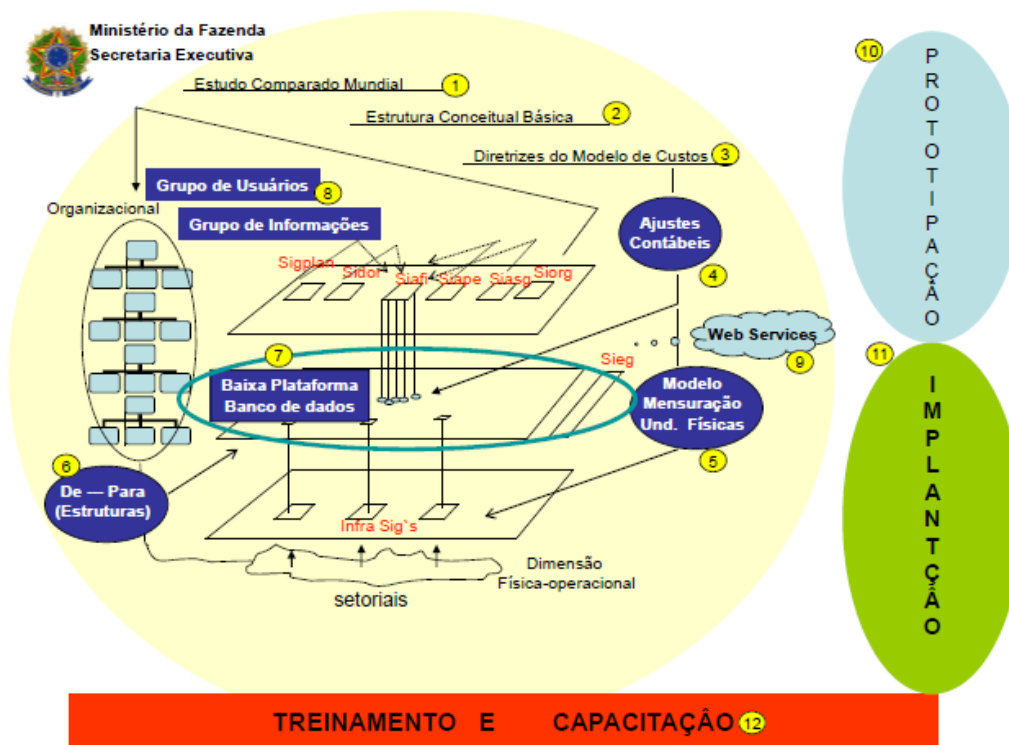 Ministério da Fazenda
Secretaria Executiva
Estudo Comparado Mundial 1
Estrutura Conceitual Básica 2
Diretrizes do Modelo de Custos 3
Grupo de Usuários 8
Organizacional
Grupo de Informações
Ajustes
Contábeis
4
Sigplan Sidor Siafi Siape Siasg Siorg
Web Services
9
7
Sieg
Baixa Plataforma
Banco de dados
Modelo
Mensuração
Und. Físicas
5
6
De — Para
(Estruturas)
Infra Sig`s
Dimensão
Física-operacional
setoriais
10
PROTOTIPAÇÂO
11
IMPLANTÇÂO
TREINAMENTO E CAPACITAÇÂO 12